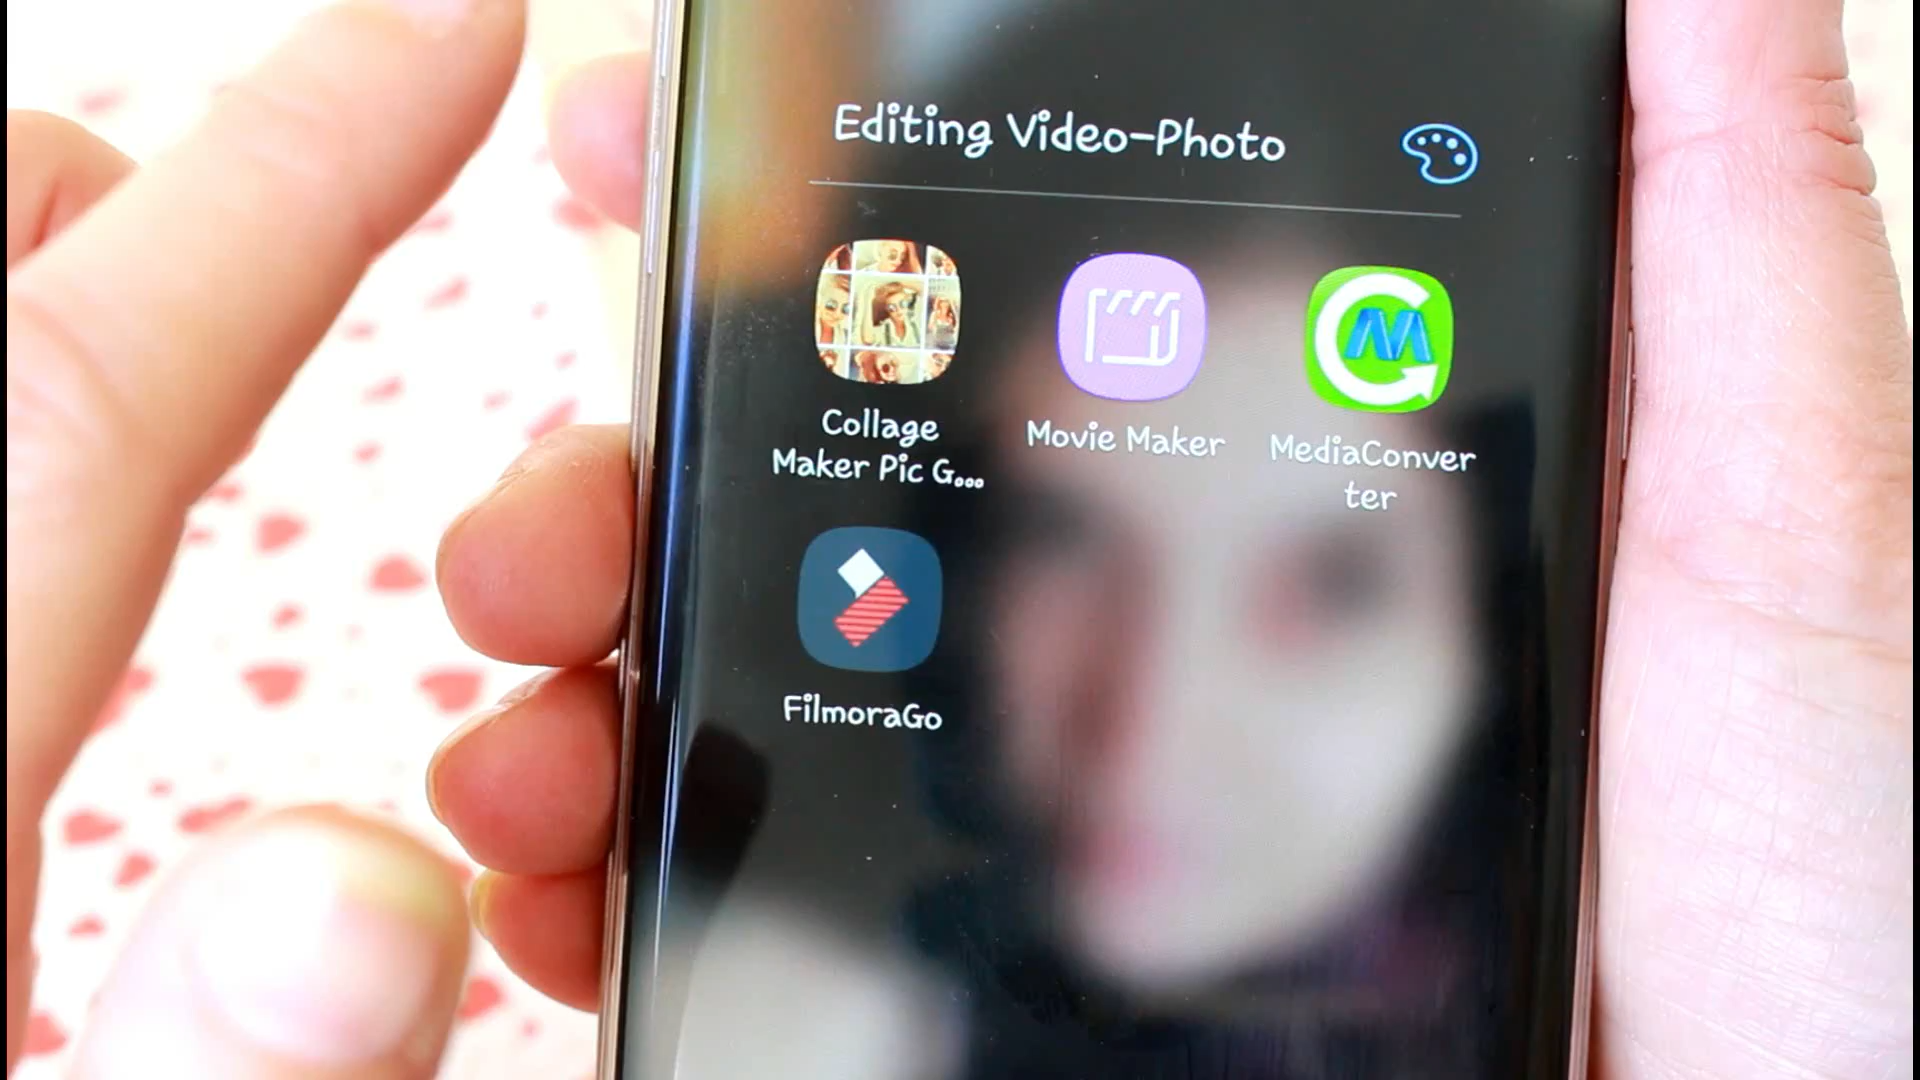 Editing Video-Photo
Collage
Maker Pic G...
Movie Maker
MediaConver
ter
M
FilmoraGo